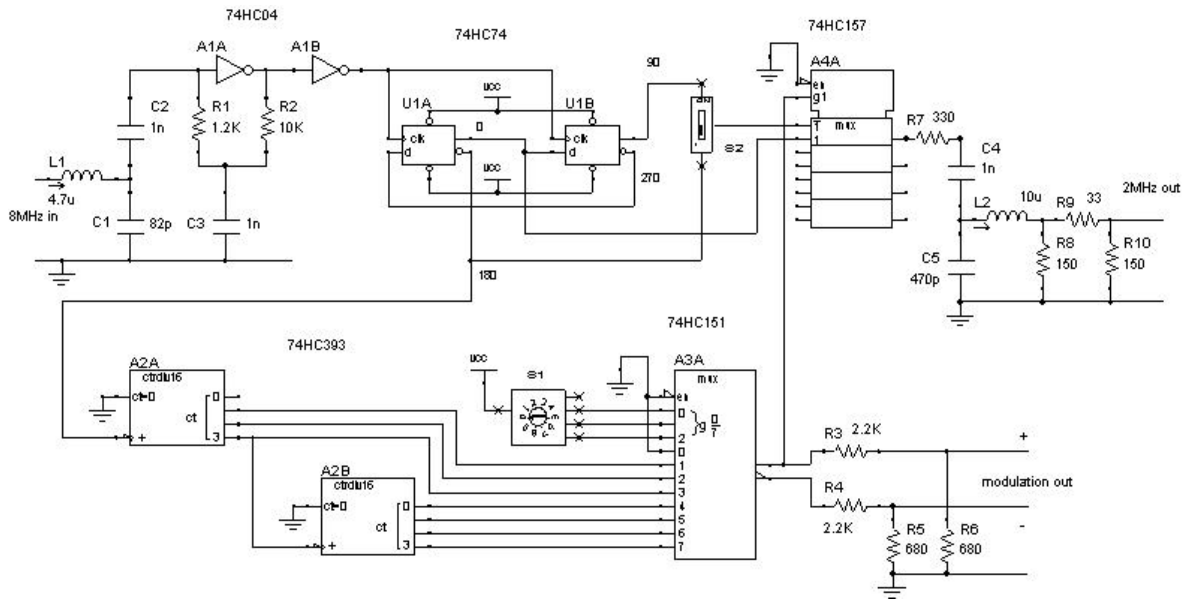 74HC04
74HC74
74HC157
A1A
A1B
90
A4A
ucc
en
g1
C2
1n
R1
1.2K
R2
10K
U1A
0
U1B
clk
d
clk
d
S2
1
mux
1
R7
330
C4
1n
L1
4.7u
8MHz in
ucc
270
C1
82p
C3
1n
180
L2
10u
R9
33
2MHz out
R8
150
R10
150
C5
470p
74HC393
74HC151
A2A
ctrdiv16
ct=0
ct
0
3
+
ucc
S1
A3A
mux
en
0
2
g
0
7
0
1
2
3
4
5
6
7
A2B
ctrdiv16
ct=0
ct
0
3
+
R3
2.2K
+
R4
2.2K
modulation out
-
R5
680
R6
680